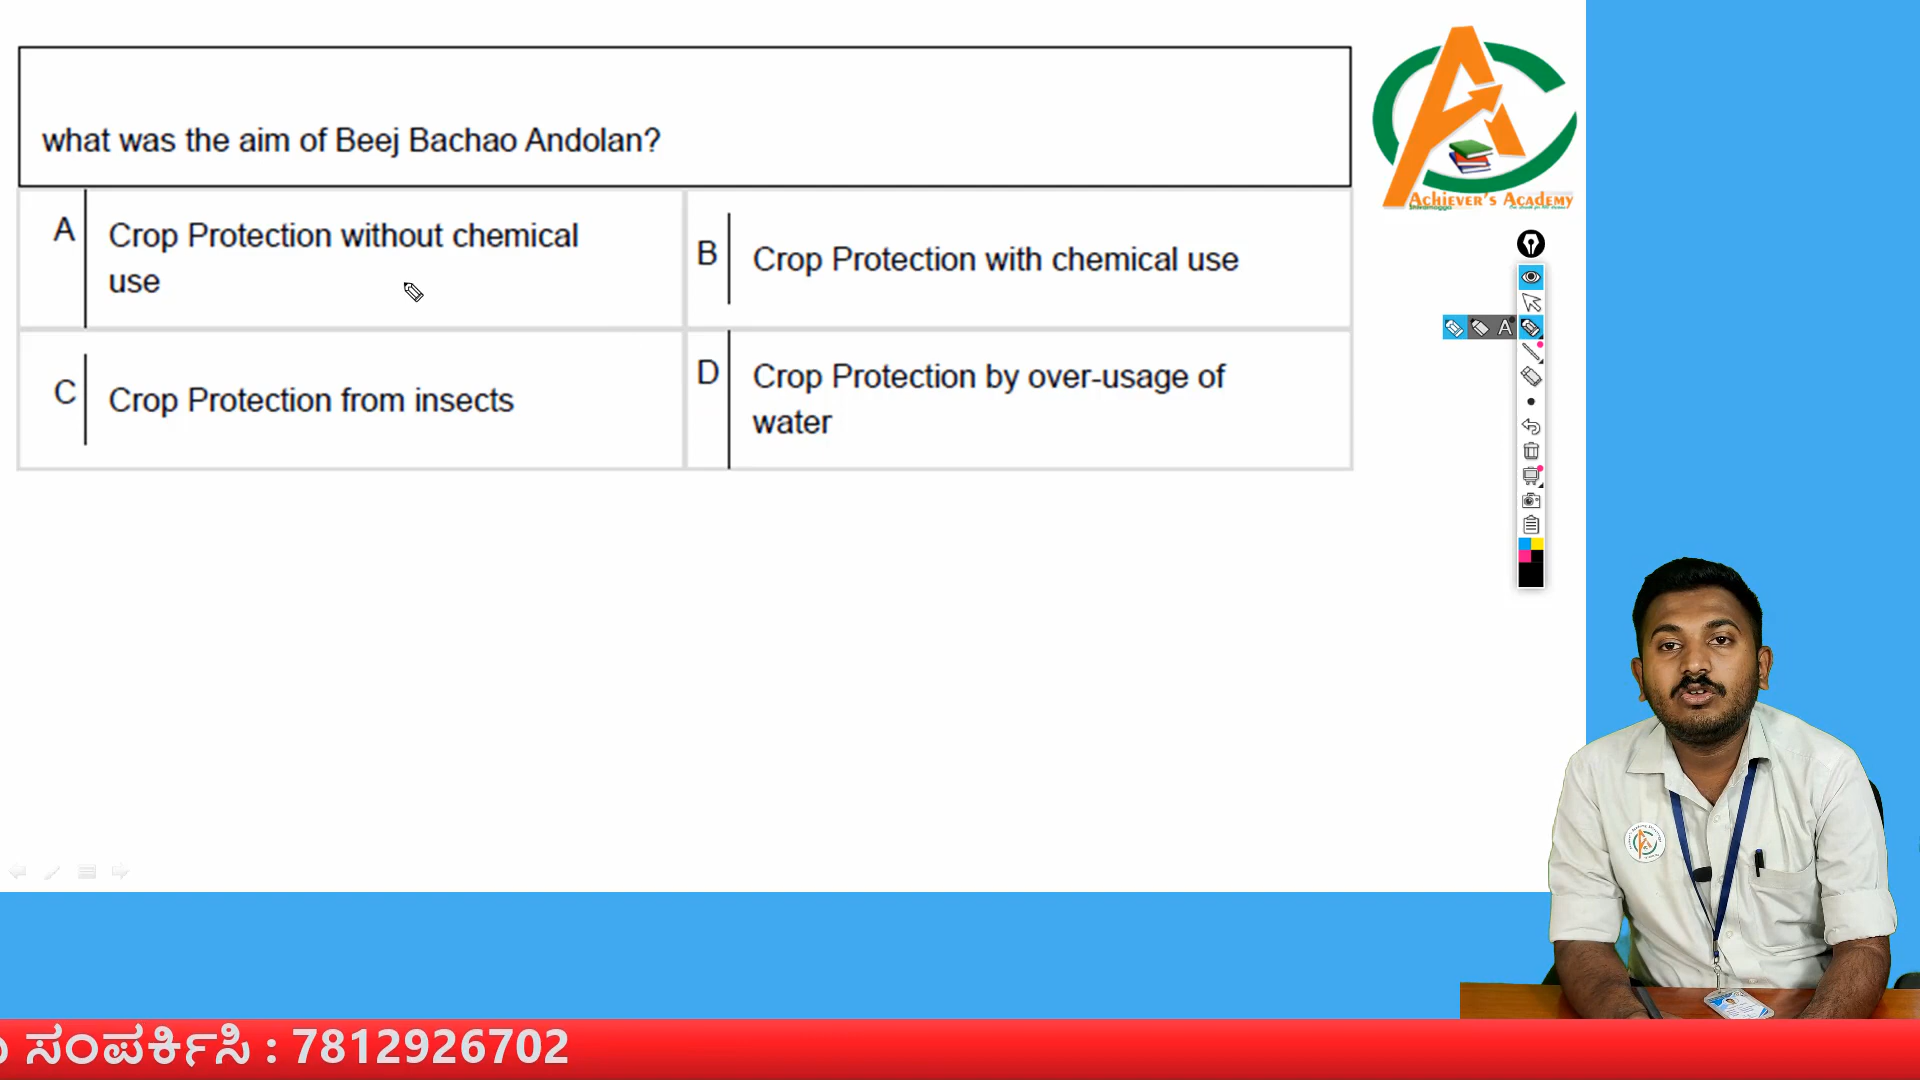 what was the aim of Beej Bachao Andolan?
A
Crop Protection without chemical
use
B
Crop Protection with chemical use
C
Crop Protection from insects
D
Crop Protection by over-usage of
water
ACHIEVER'S ACADEMY
Shivamogga
A
ಸಂಪರ್ಕಿಸಿ : 7812926702